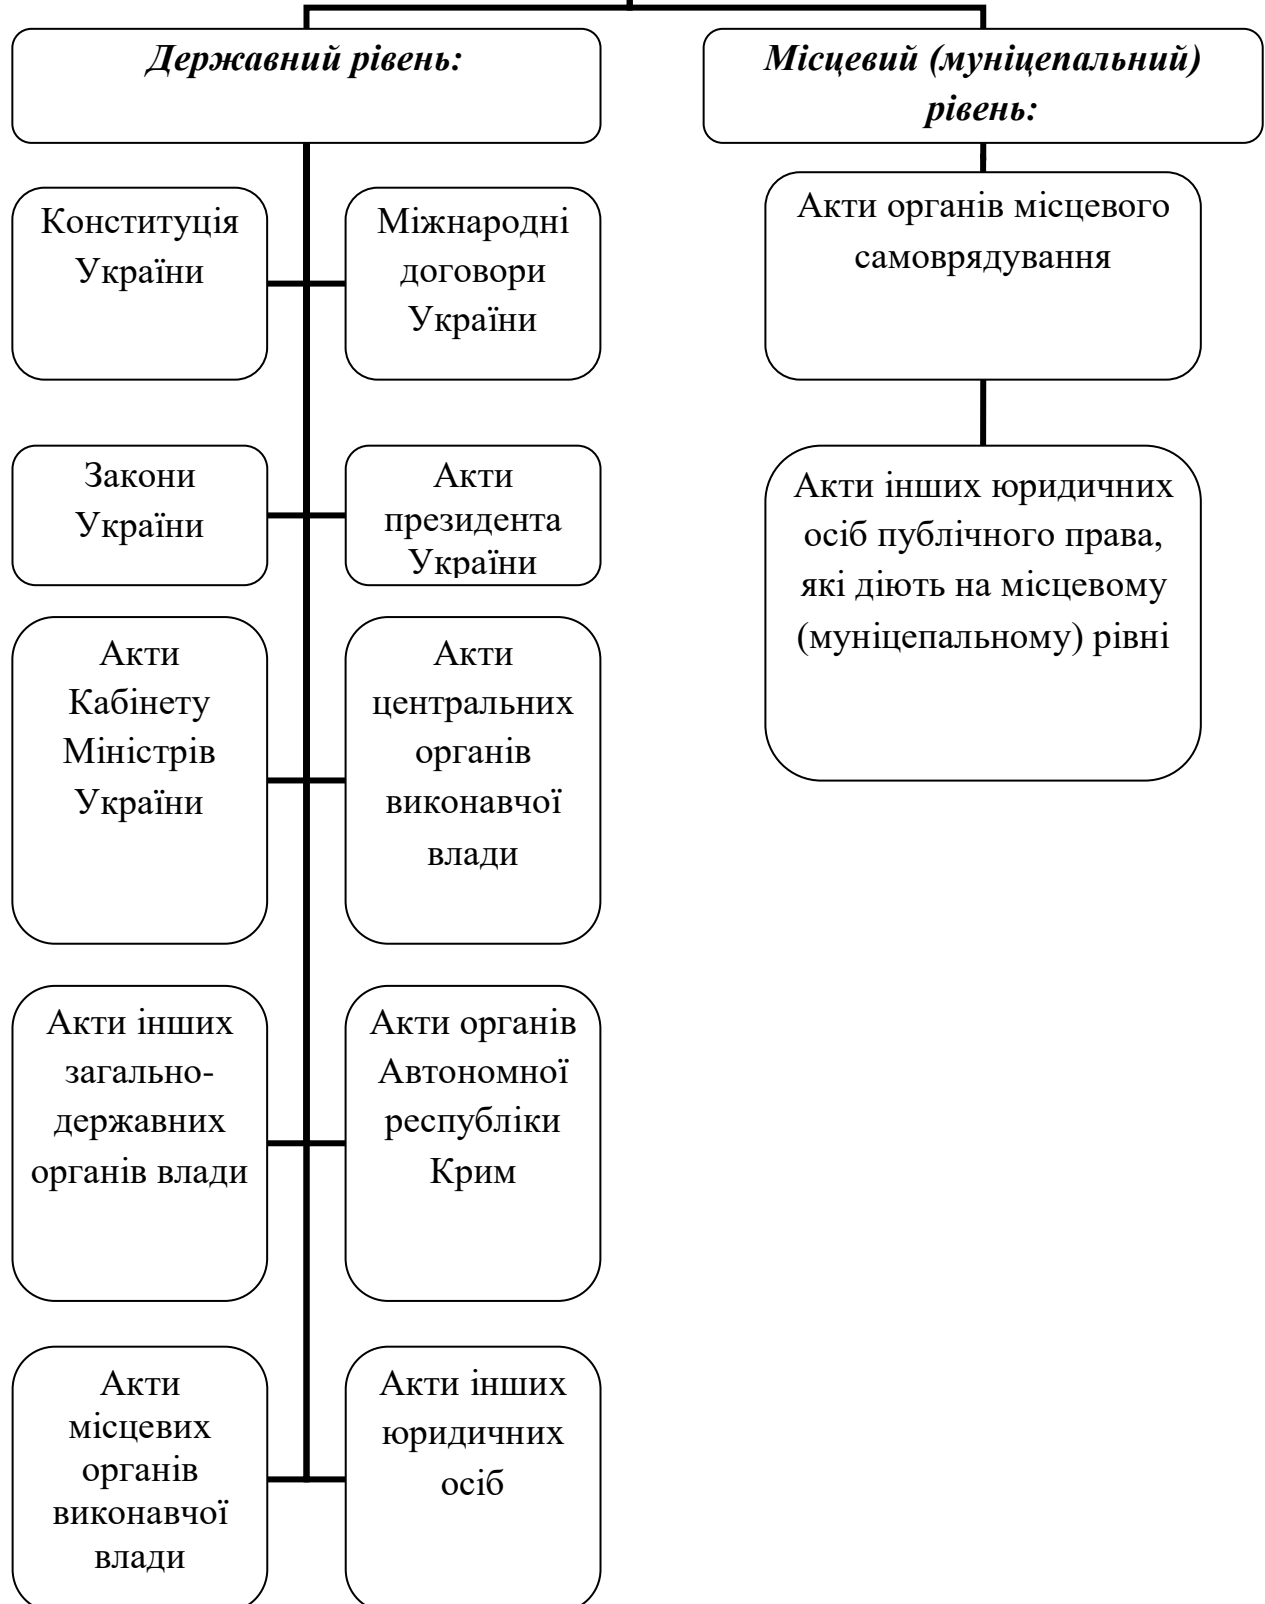 Державний рівень:
Місцевий (муніцепальний)
рівень:
Конституція
України
Міжнародні
договори
України
Акти органів місцевого
самоврядування
Закони
України
Акти
президента
України
Акти інших юридичних
осіб публічного права,
які діють на місцевому
(муніцепальному) рівні
Акти
Кабінету
Міністрів
України
Акти
центральних
органів
виконавчої
влади
Акти інших
загально-
державних
органів влади
Акти органів
Автономної
республіки
Крим
Акти
місцевих
органів
виконавчої
влади
Акти інших
юридичних
осіб